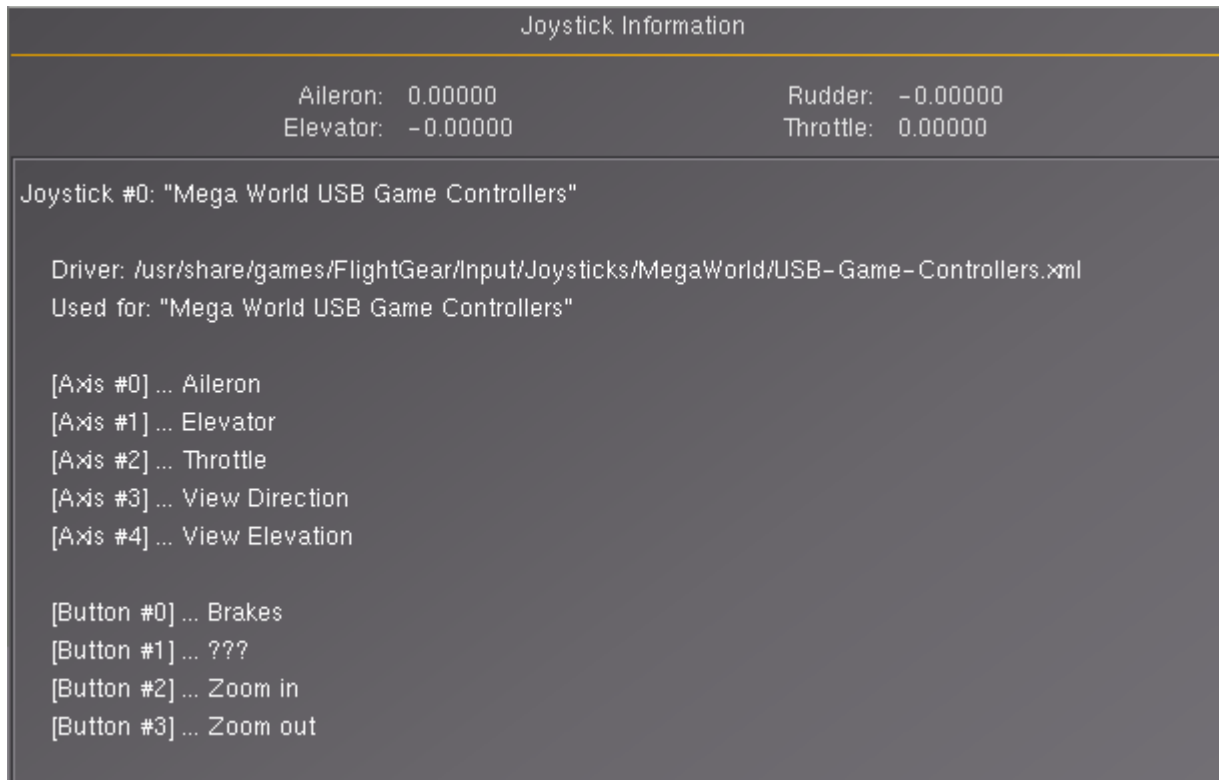 Joystick Information
Aileron: 0.00000 Rudder: -0.00000
Elevator: -0.00000 Throttle: 0.00000
Joystick #0: "Mega World USB Game Controllers"
Driver: /usr/share/games/FlightGear/Input/Joysticks/MegaWorld/USB-Game-Controllers.xml
Used for: "Mega World USB Game Controllers"
[Axis #0] ... Aileron
[Axis #1] ... Elevator
[Axis #2] ... Throttle
[Axis #3] ... View Direction
[Axis #4] ... View Elevation
[Button #0] ... Brakes
[Button #1] ... ???
[Button #2] ... Zoom in
[Button #3] ... Zoom out